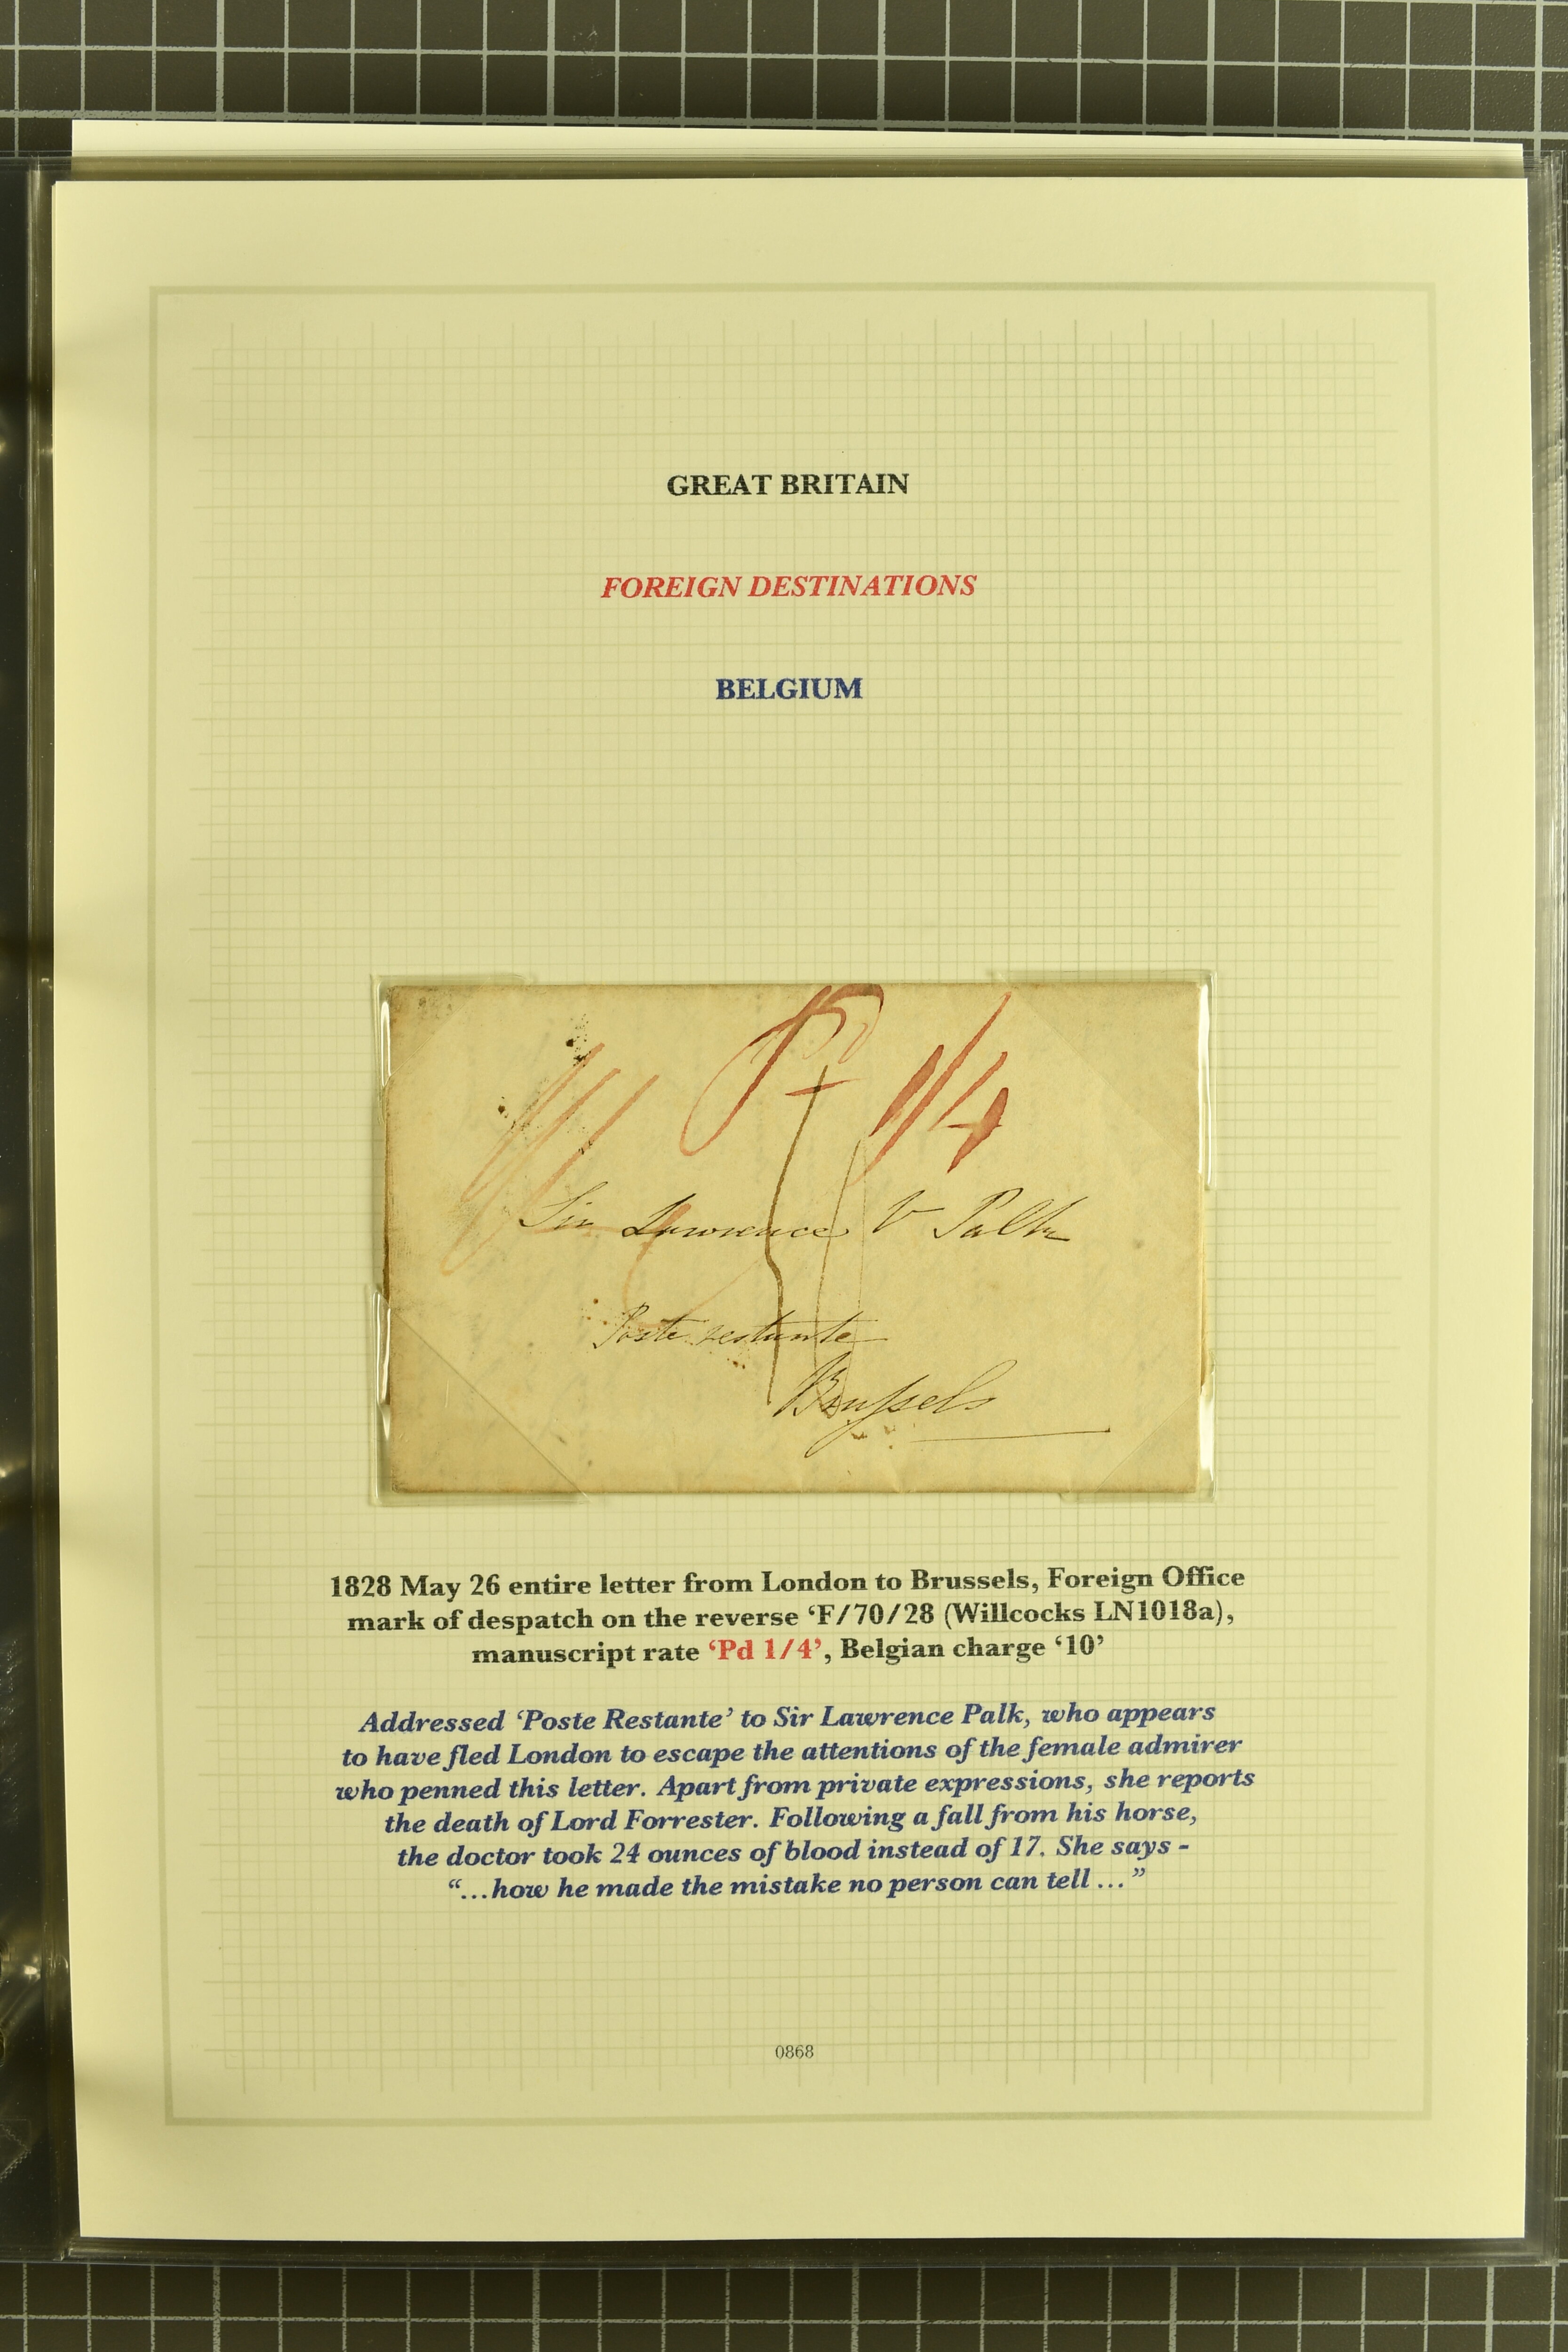 GREAT BRITAIN
FOREIGN DESTINATIONS
BELGIUM
Pd 1/4
Sir Lawrence V Palk
Poste restante
Brussels
1828 May 26 entire letter from London to Brussels, Foreign Office
mark of despatch on the reverse ‘F/70/28 (Willcocks LN1018a),
manuscript rate ‘Pd 1/4’, Belgian charge ‘10’
Addressed ‘Poste Restante’ to Sir Lawrence Palk, who appears
to have fled London to escape the attentions of the female admirer
who penned this letter. Apart from private expressions, she reports
the death of Lord Forrester. Following a fall from his horse,
the doctor took 24 ounces of blood instead of 17. She says -
“...how he made the mistake no person can tell ...”
0868